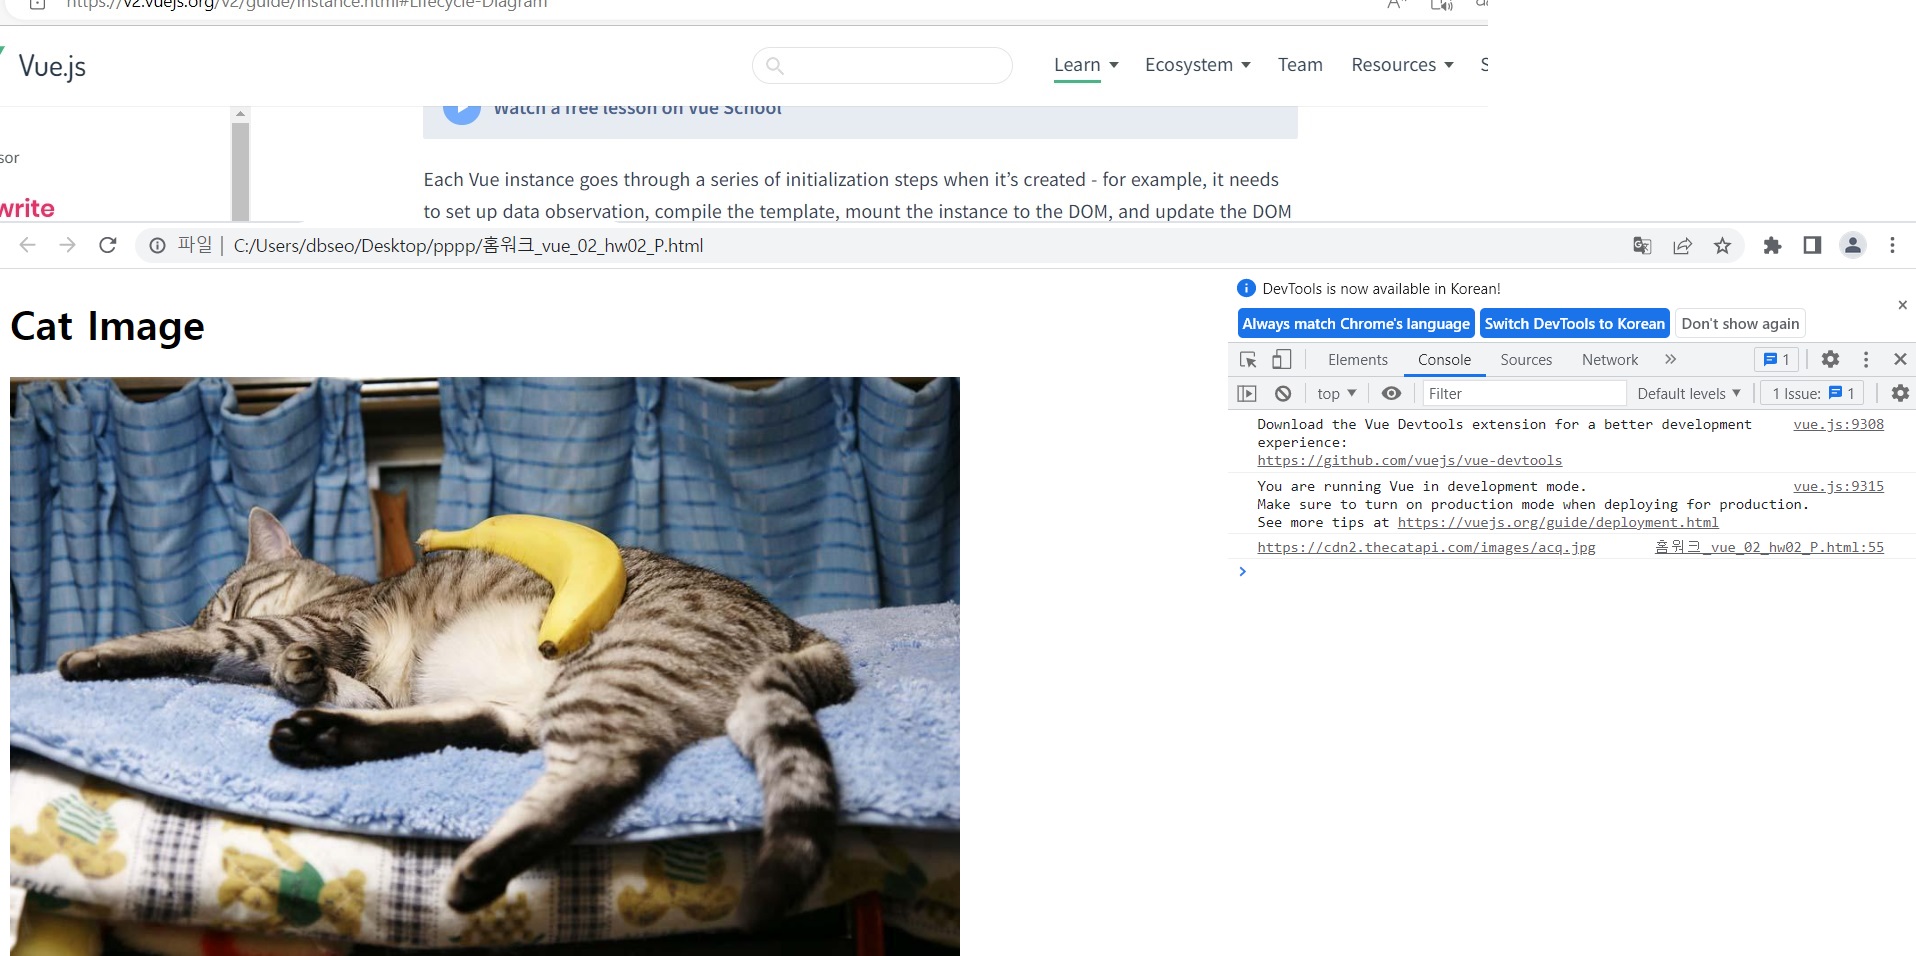 https://v2.vuejs.org/v2/guide/instance.html#Lifecycle-Diagram
Vue.js
Learn Ecosystem Team Resources S
Watch a free lesson on Vue School
sor
write
Each Vue instance goes through a series of initialization steps when it’s created - for example, it needs
to set up data observation, compile the template, mount the instance to the DOM, and update the DOM
파일 | C:/Users/dbseo/Desktop/pppp/홈워크_vue_02_hw02_P.html
Cat Image
DevTools is now available in Korean!
Always match Chrome's language Switch DevTools to Korean Don't show again
Elements Console Sources Network » 1
top Filter Default levels 1 Issue: 1
Download the Vue Devtools extension for a better development vue.js:9308
experience:
https://github.com/vuejs/vue-devtools
You are running Vue in development mode. vue.js:9315
Make sure to turn on production mode when deploying for production.
See more tips at https://vuejs.org/guide/deployment.html
https://cdn2.thecatapi.com/images/acq.jpg 홈워크_vue_02_hw02_P.html:55